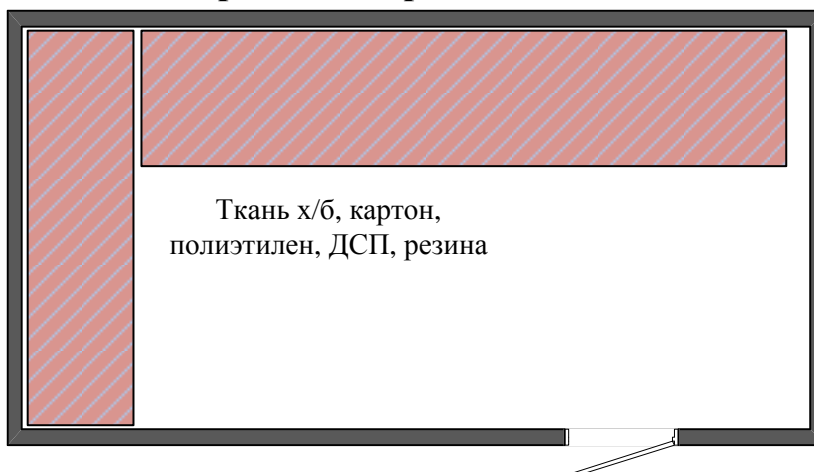 Ткань х/б, картон,
полиэтилен, ДСП, резина